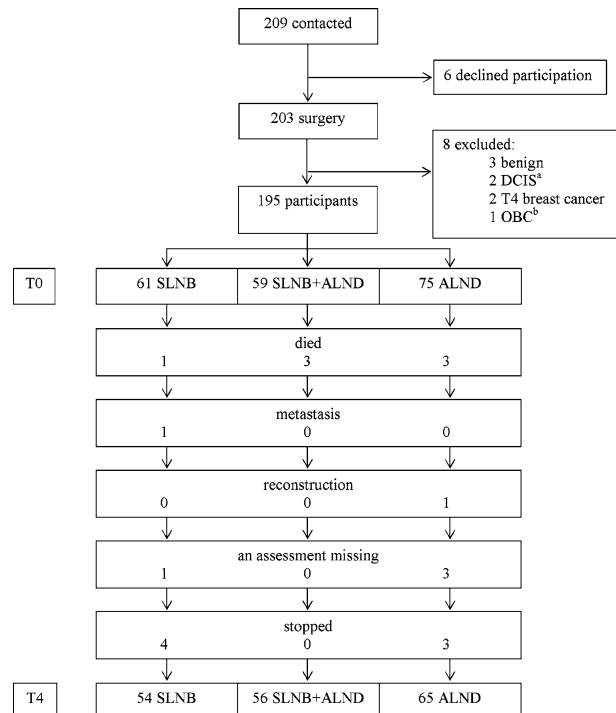 209 contacted
6 declined participation
203 surgery
8 excluded:
3 benign
2 DCISᵃ
2 T4 breast cancer
1 OBCᵇ
195 participants
T0
61 SLNB
59 SLNB+ALND
75 ALND
died
1 3 3
metastasis
1 0 0
reconstruction
0 0 1
an assessment missing
1 0 3
stopped
4 0 3
T4
54 SLNB
56 SLNB+ALND
65 ALND